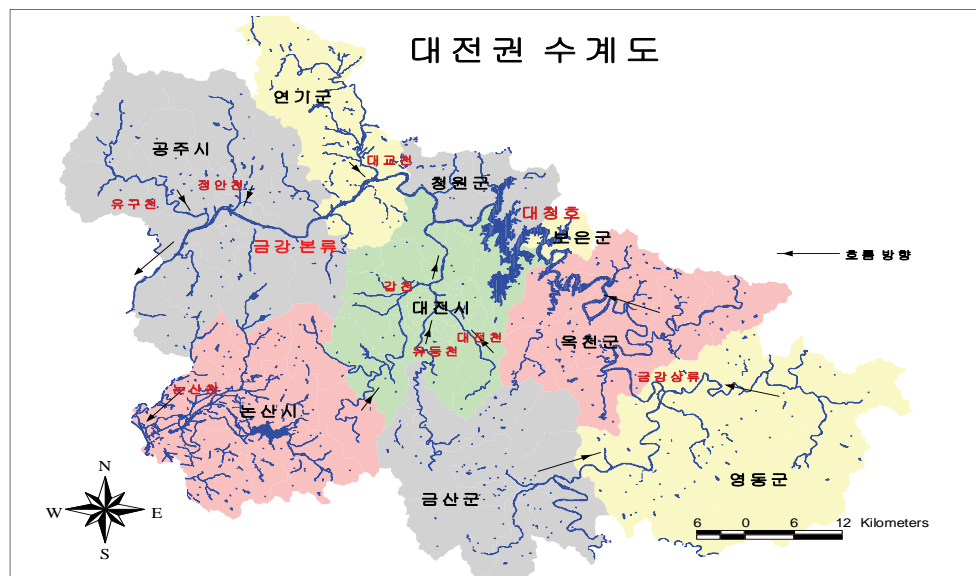 대전권 수계도
연기군
공주시
대교천
청원군
정안천
유구천
대청호
보은군
금강 본류
흐름 방향
갑천
대전시
대전천
유동천
옥천군
금강상류
논산천
논산시
영동군
금산군
N
W
E
S
6 0 6 12 Kilometers